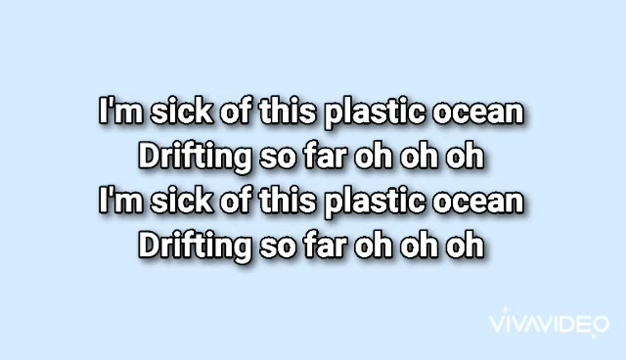 I'm sick of this plastic ocean
Drifting so far oh oh oh
I'm sick of this plastic ocean
Drifting so far oh oh oh
VIVAVIDEO